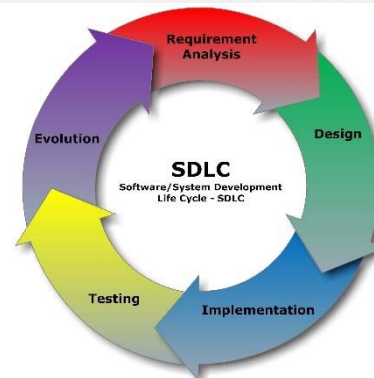 Requirement
Analysis
Design
Implementation
Testing
Evolution
SDLC
Software/System Development
Life Cycle - SDLC